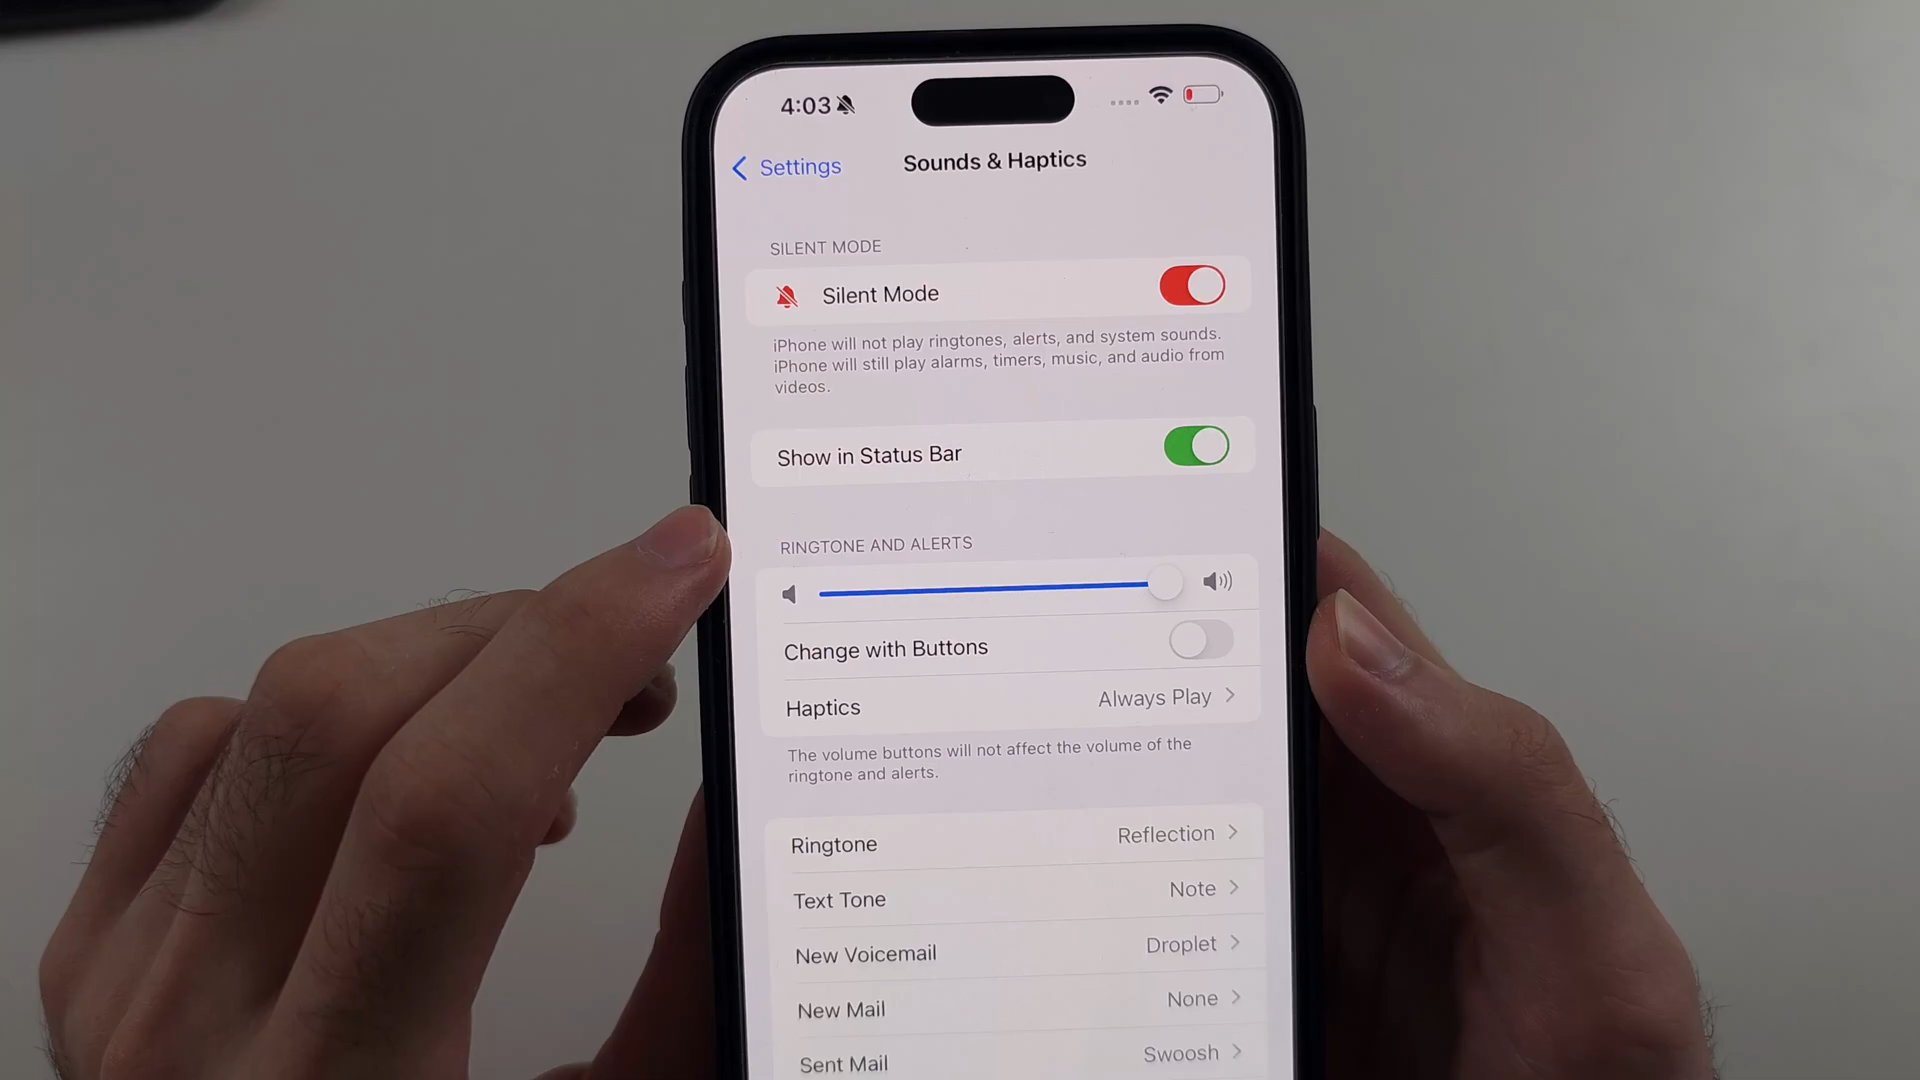 4:03
Settings
Sounds & Haptics
SILENT MODE
Silent Mode
iPhone will not play ringtones, alerts, and system sounds.
iPhone will still play alarms, timers, music, and audio from
videos.
Show in Status Bar
RINGTONE AND ALERTS
Change with Buttons
Haptics Always Play
The volume buttons will not affect the volume of the
ringtone and alerts.
Ringtone Reflection
Text Tone Note
New Voicemail Droplet
New Mail None
Sent Mail Swoosh